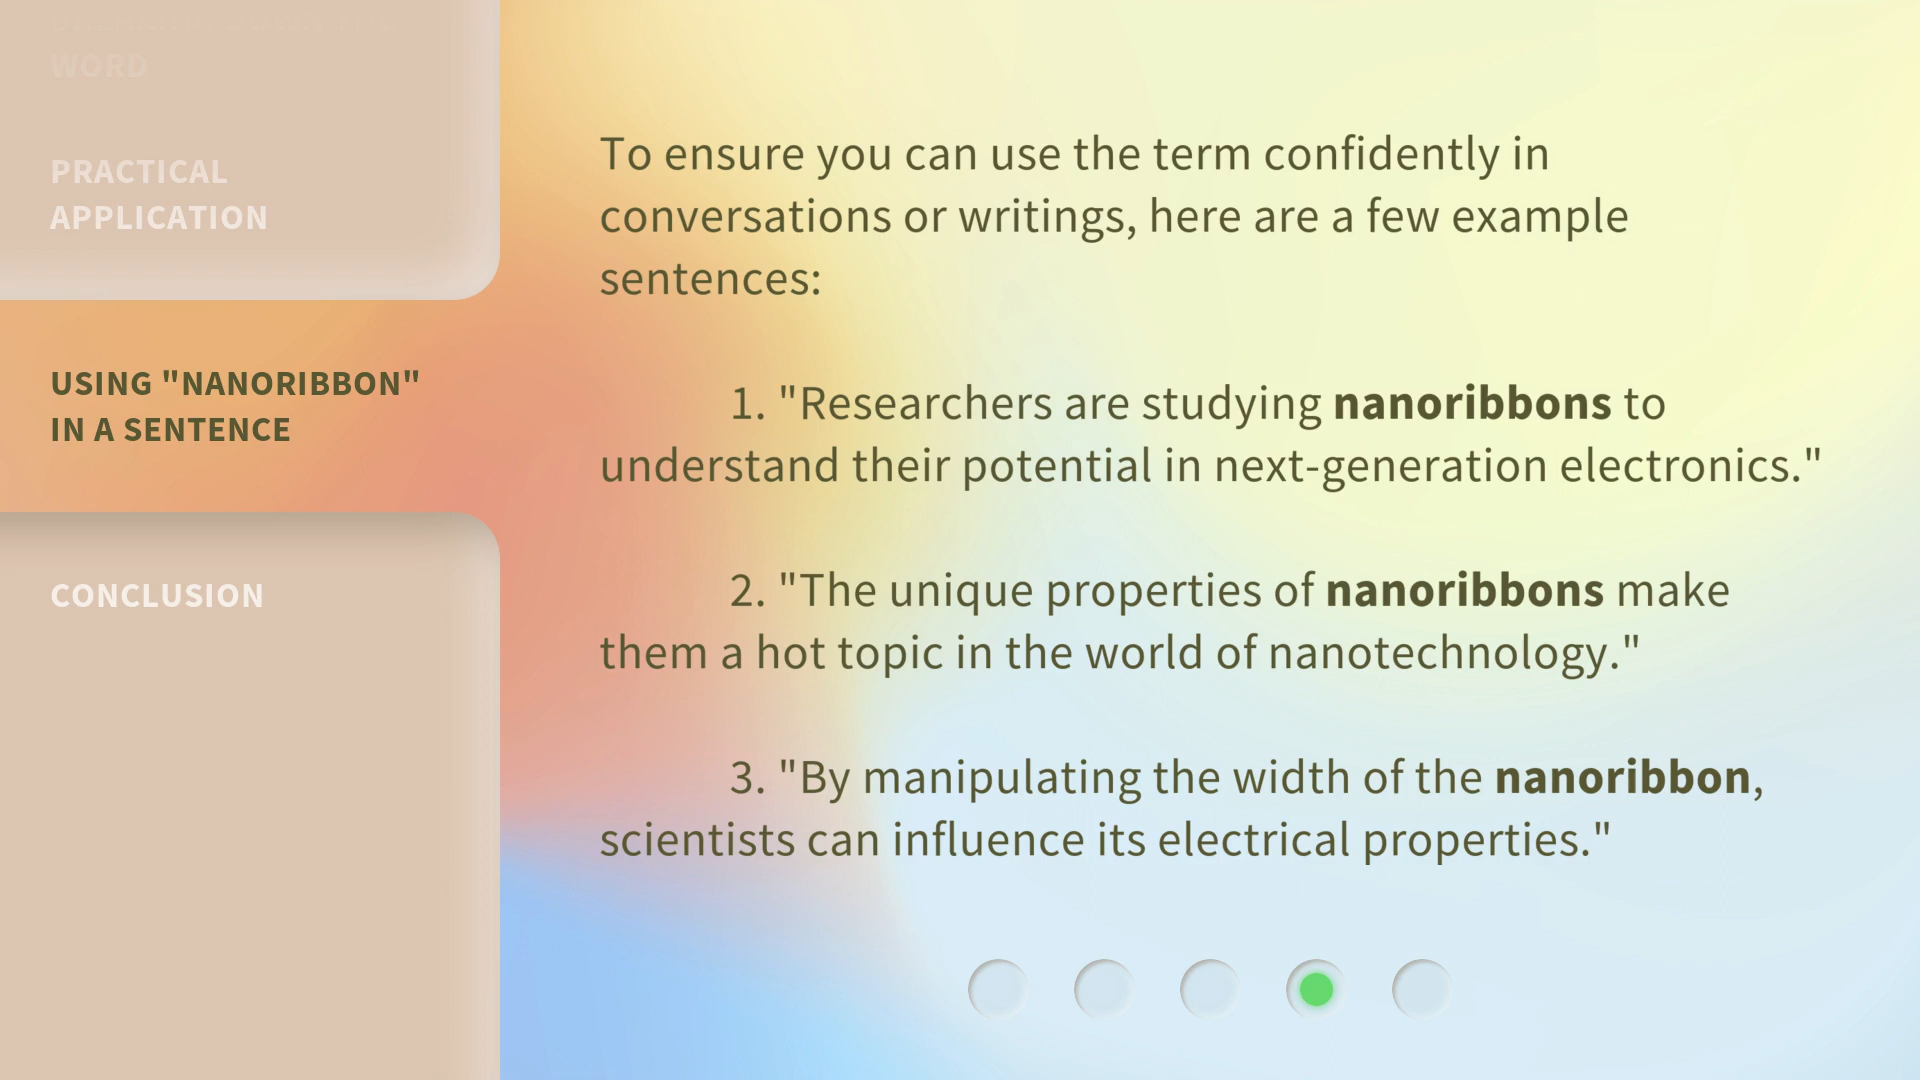 WORD
PRACTICAL
APPLICATION
USING "NANORIBBON"
IN A SENTENCE
CONCLUSION
To ensure you can use the term confidently in
conversations or writings, here are a few example
sentences:
1. "Researchers are studying nanoribbons to
understand their potential in next-generation electronics."
2. "The unique properties of nanoribbons make
them a hot topic in the world of nanotechnology."
3. "By manipulating the width of the nanoribbon,
scientists can influence its electrical properties."